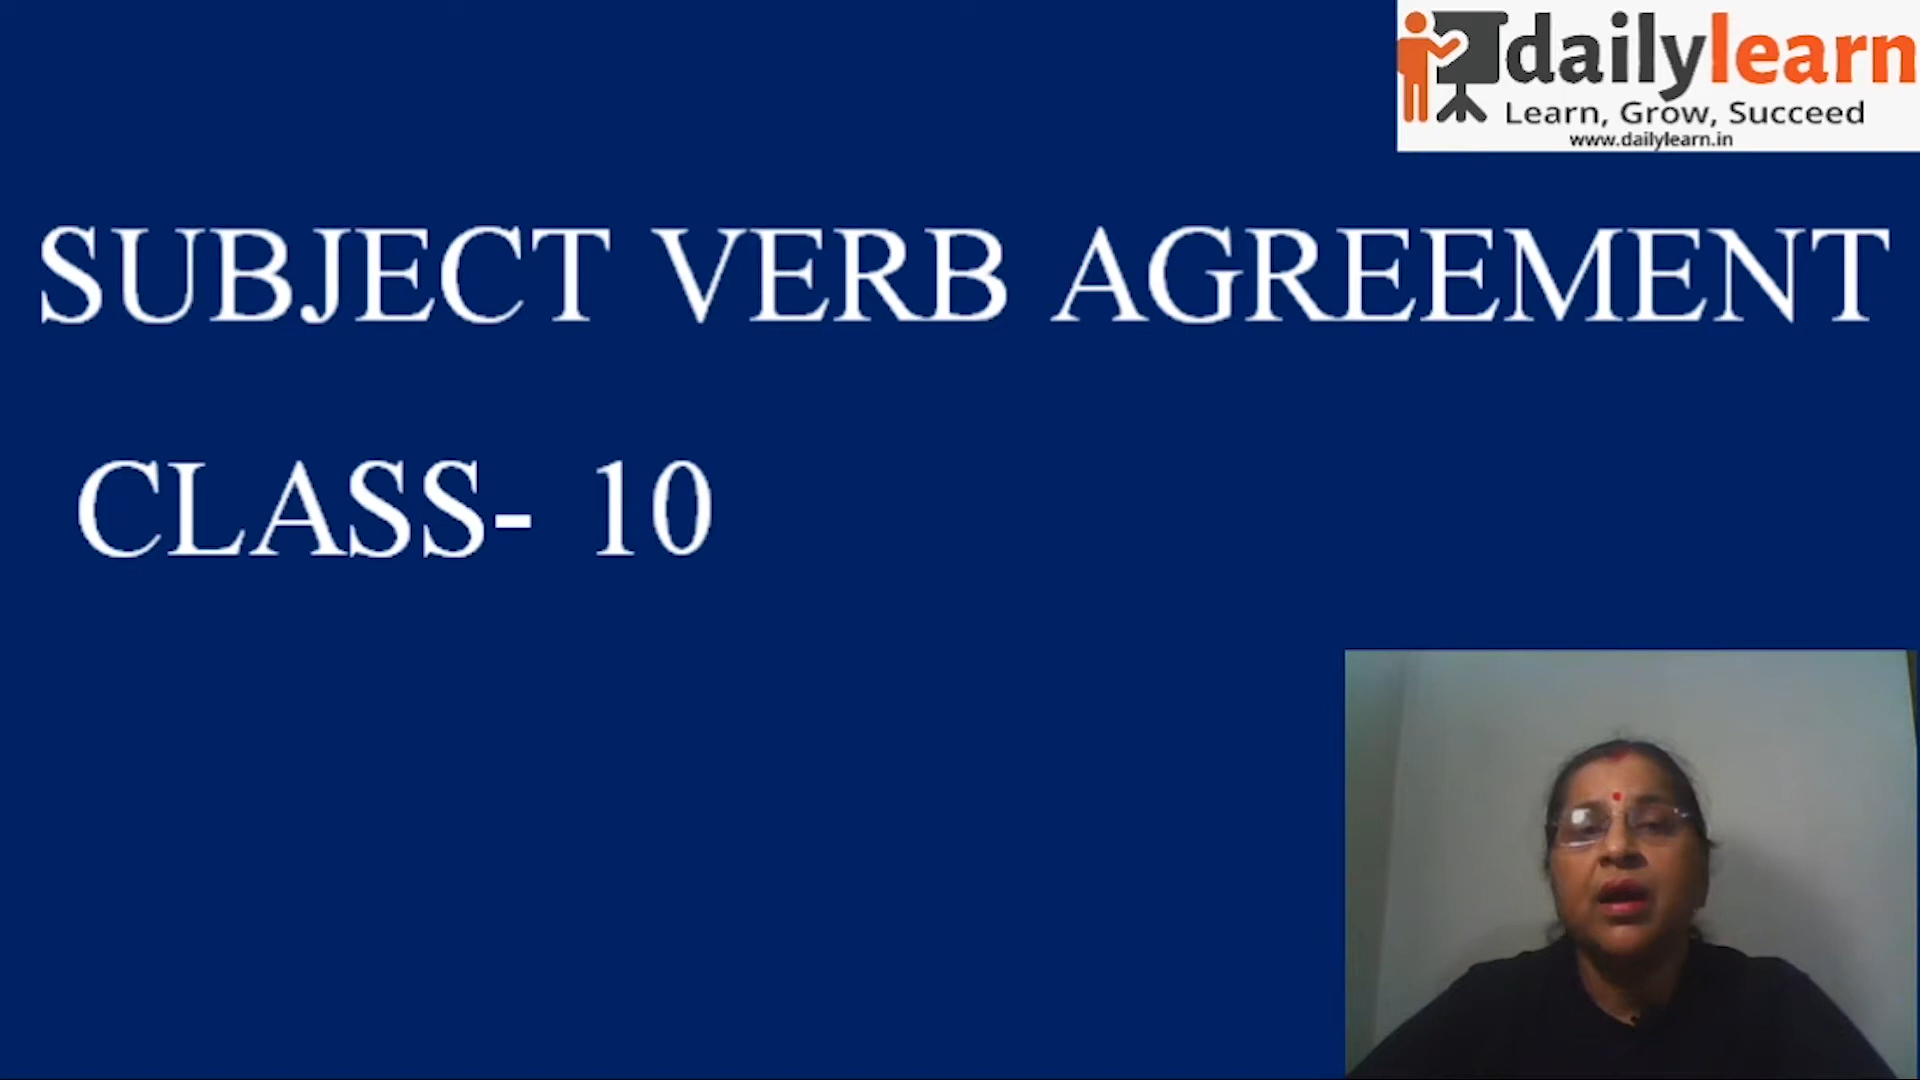 dailylearn
Learn, Grow, Succeed
www.dailylearn.in
SUBJECT VERB AGREEMENT
CLASS- 10